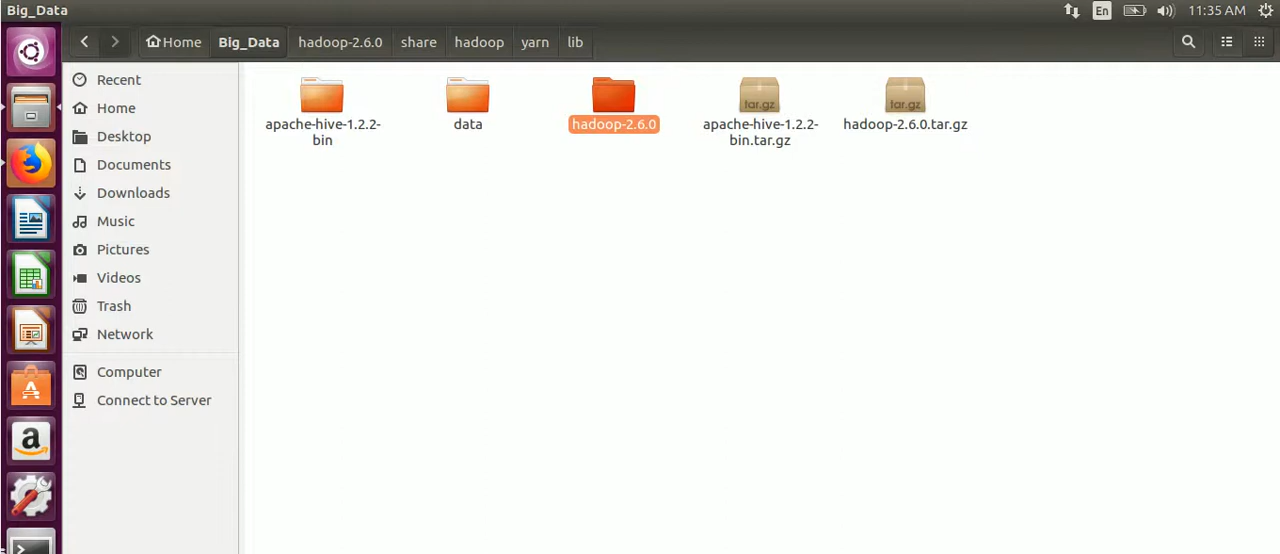 Big_Data
En
11:35 AM
Home
Big_Data
hadoop-2.6.0
share
hadoop
yarn
lib
Recent
Home
Desktop
Documents
Downloads
Music
Pictures
Videos
Trash
Network
Computer
Connect to Server
apache-hive-1.2.2-
bin
data
hadoop-2.6.0
tar.gz
apache-hive-1.2.2-
bin.tar.gz
tar.gz
hadoop-2.6.0.tar.gz
a